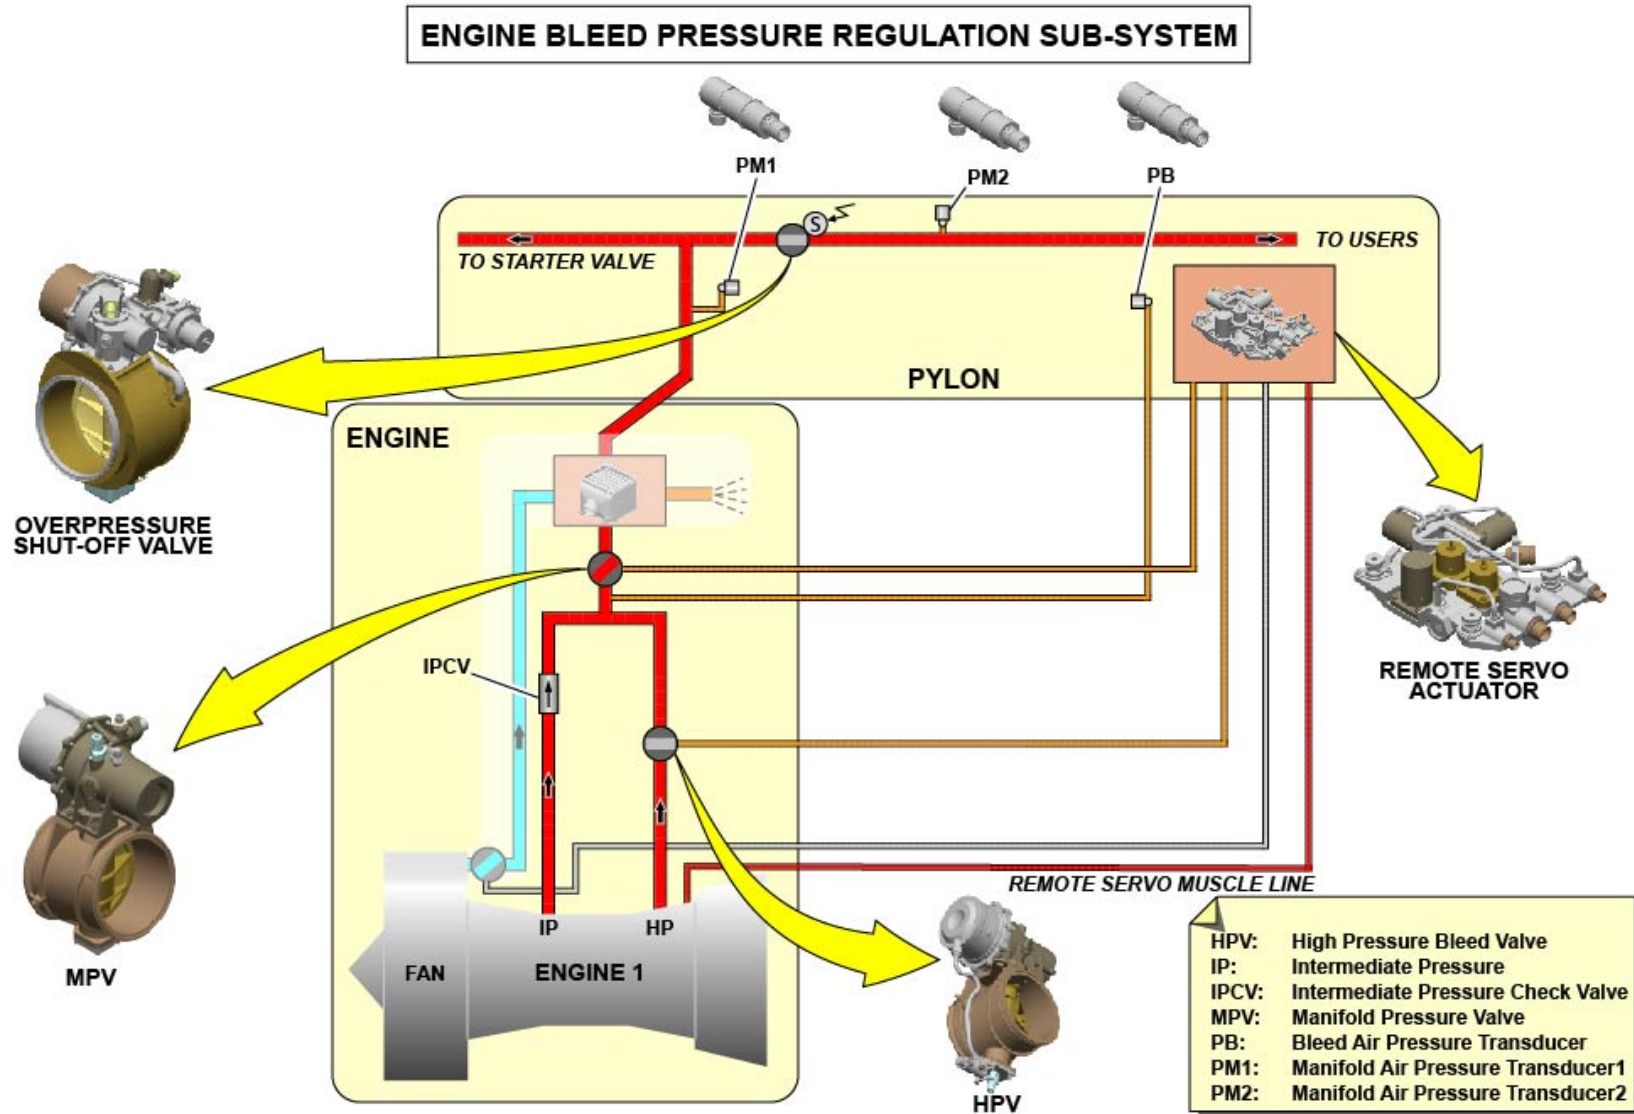 ENGINE BLEED PRESSURE REGULATION SUB-SYSTEM
PM1
PM2
PB
S
TO STARTER VALVE
TO USERS
PYLON
ENGINE
OVERPRESSURE
SHUT-OFF VALVE
IPCV
REMOTE SERVO
ACTUATOR
MPV
REMOTE SERVO MUSCLE LINE
IP
HP
FAN
ENGINE 1
HPV
HPV: High Pressure Bleed Valve
IP: Intermediate Pressure
IPCV: Intermediate Pressure Check Valve
MPV: Manifold Pressure Valve
PB: Bleed Air Pressure Transducer
PM1: Manifold Air Pressure Transducer1
PM2: Manifold Air Pressure Transducer2